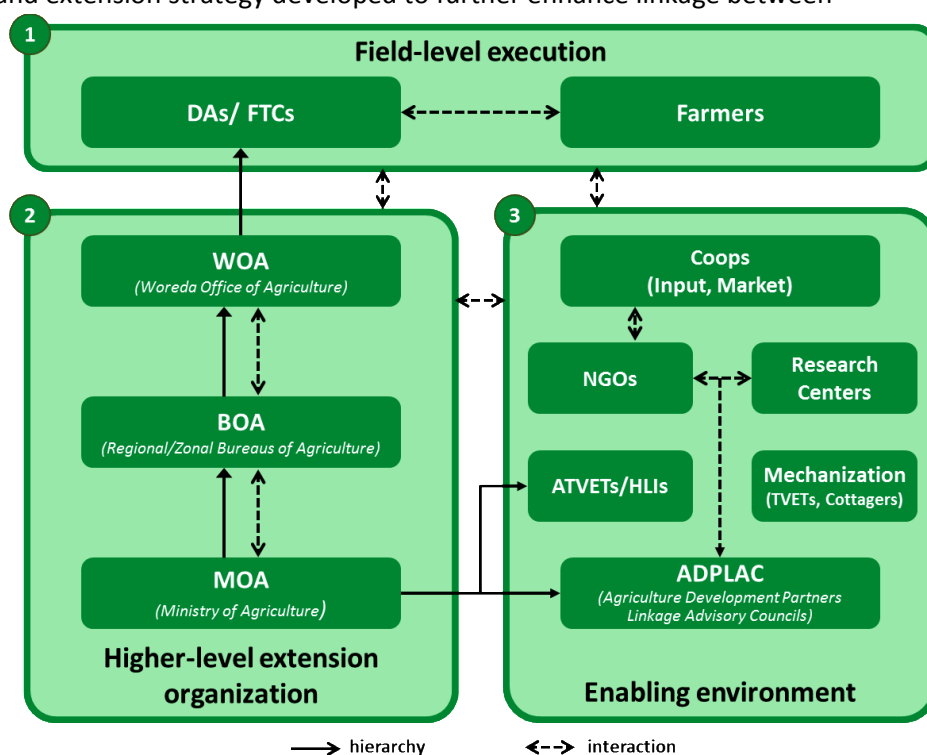 and extension strategy developed to further enhance linkage between
1
Field-level execution
DAs/ FTCs
Farmers
2
WOA
(Woreda Office of Agriculture)
BOA
(Regional/Zonal Bureaus of Agriculture)
MOA
(Ministry of Agriculture)
Higher-level extension
organization
3
Coops
(Input, Market)
NGOs
Research
Centers
ATVETs/HLIs
Mechanization
(TVETs, Cottagers)
ADPLAC
(Agriculture Development Partners
Linkage Advisory Councils)
Enabling environment
hierarchy
interaction